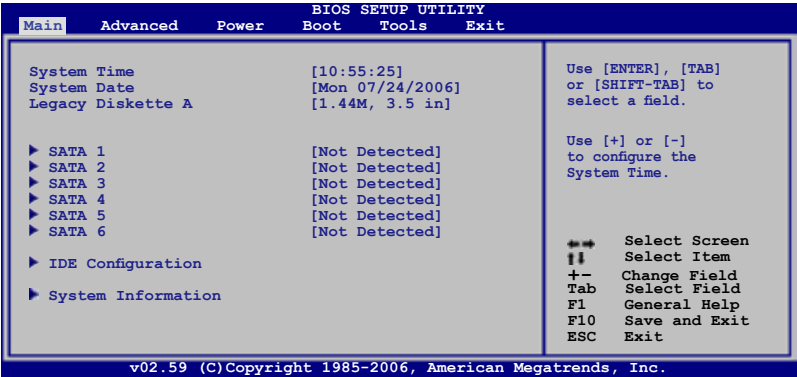 BIOS SETUP UTILITY
Main Advanced Power Boot Tools Exit
System Time [10:55:25]
System Date [Mon 07/24/2006]
Legacy Diskette A [1.44M, 3.5 in]
SATA 1 [Not Detected]
SATA 2 [Not Detected]
SATA 3 [Not Detected]
SATA 4 [Not Detected]
SATA 5 [Not Detected]
SATA 6 [Not Detected]
IDE Configuration
System Information
Use [ENTER], [TAB]
or [SHIFT-TAB] to
select a field.
Use [+] or [-]
to configure the
System Time.
Select Screen
Select Item
+- Change Field
Tab Select Field
F1 General Help
F10 Save and Exit
ESC Exit
v02.59 (C)Copyright 1985-2006, American Megatrends, Inc.